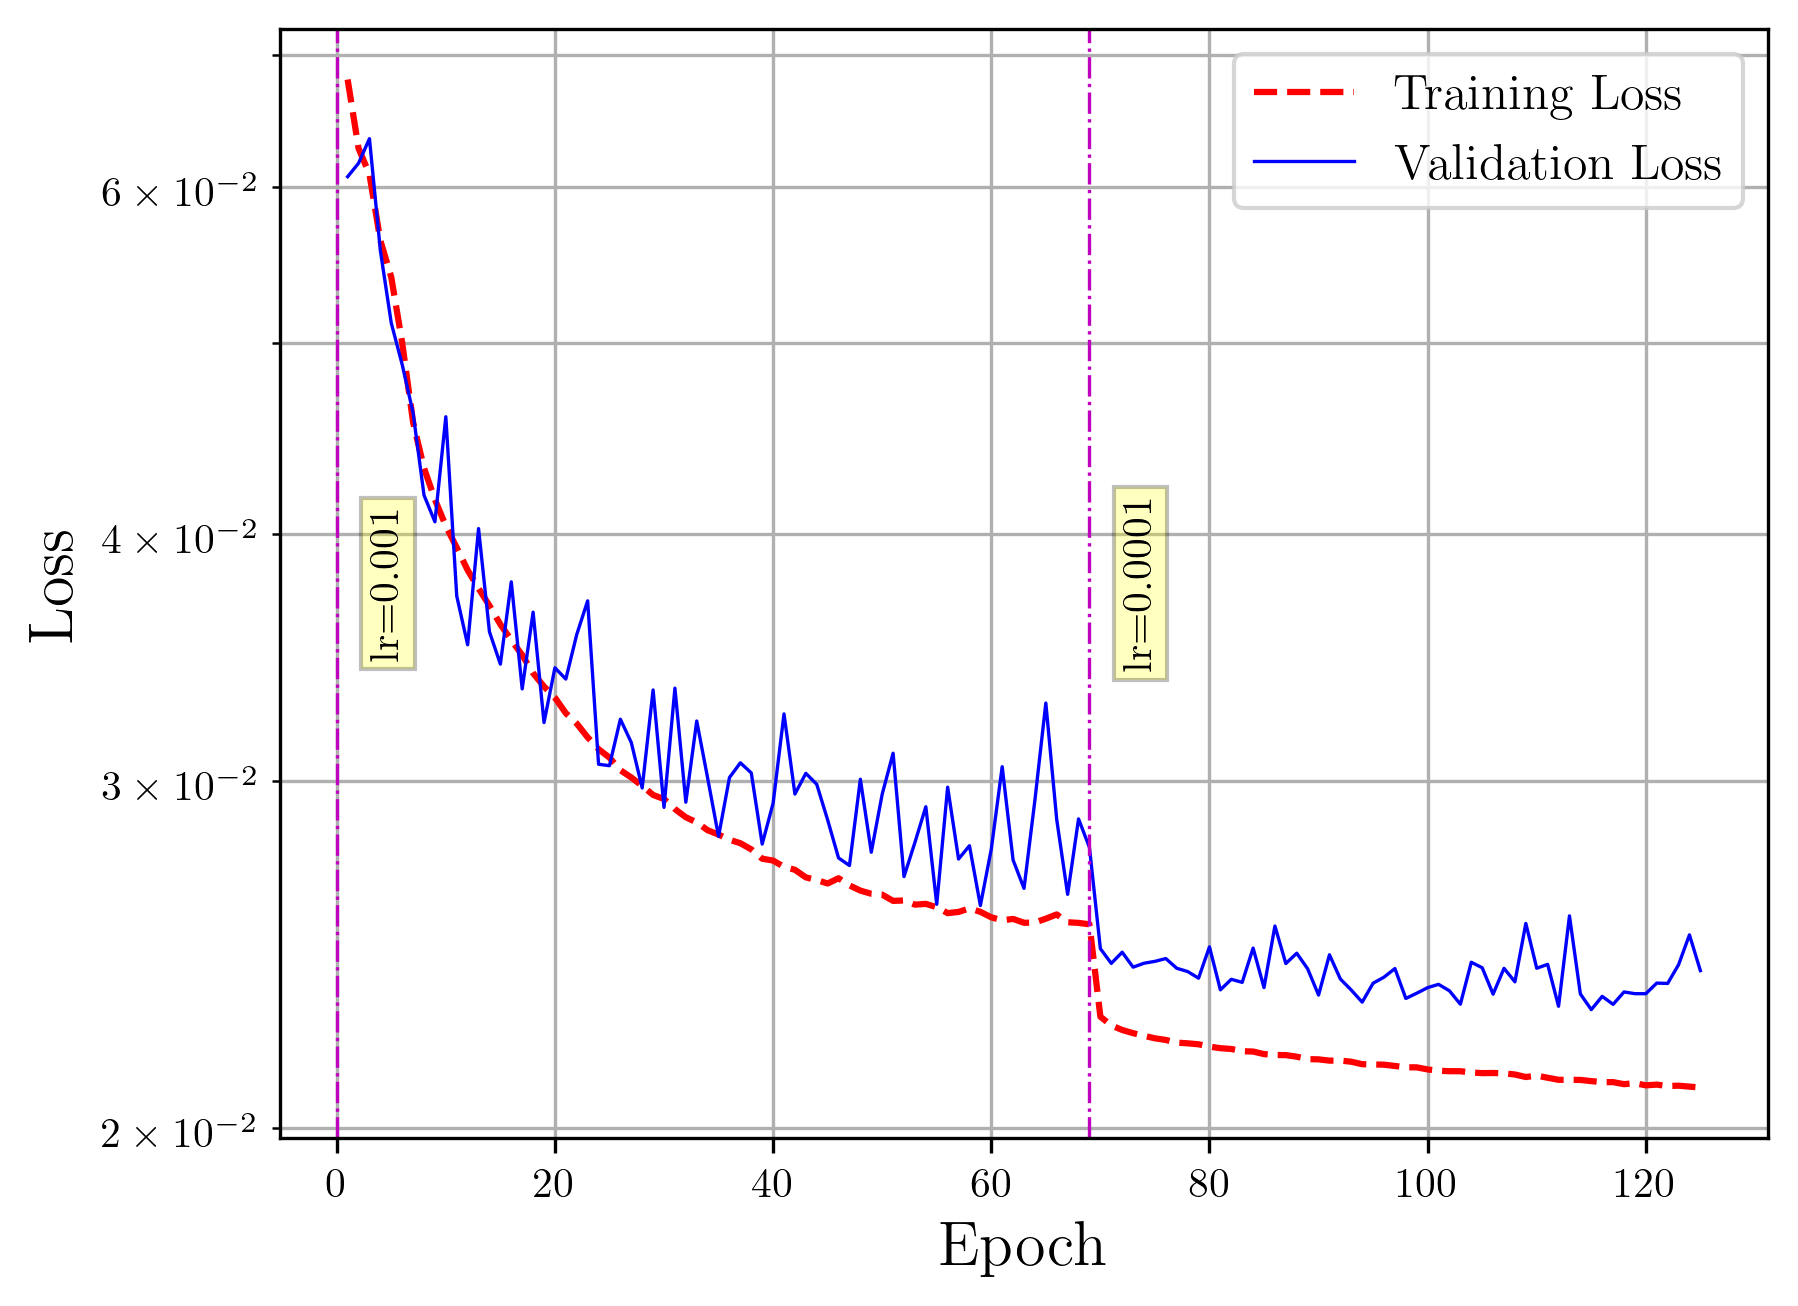 Training Loss
Validation Loss
6 × 10⁻²
4 × 10⁻²
3 × 10⁻²
2 × 10⁻²
Loss
lr=0.001
lr=0.0001
0 20 40 60 80 100 120
Epoch